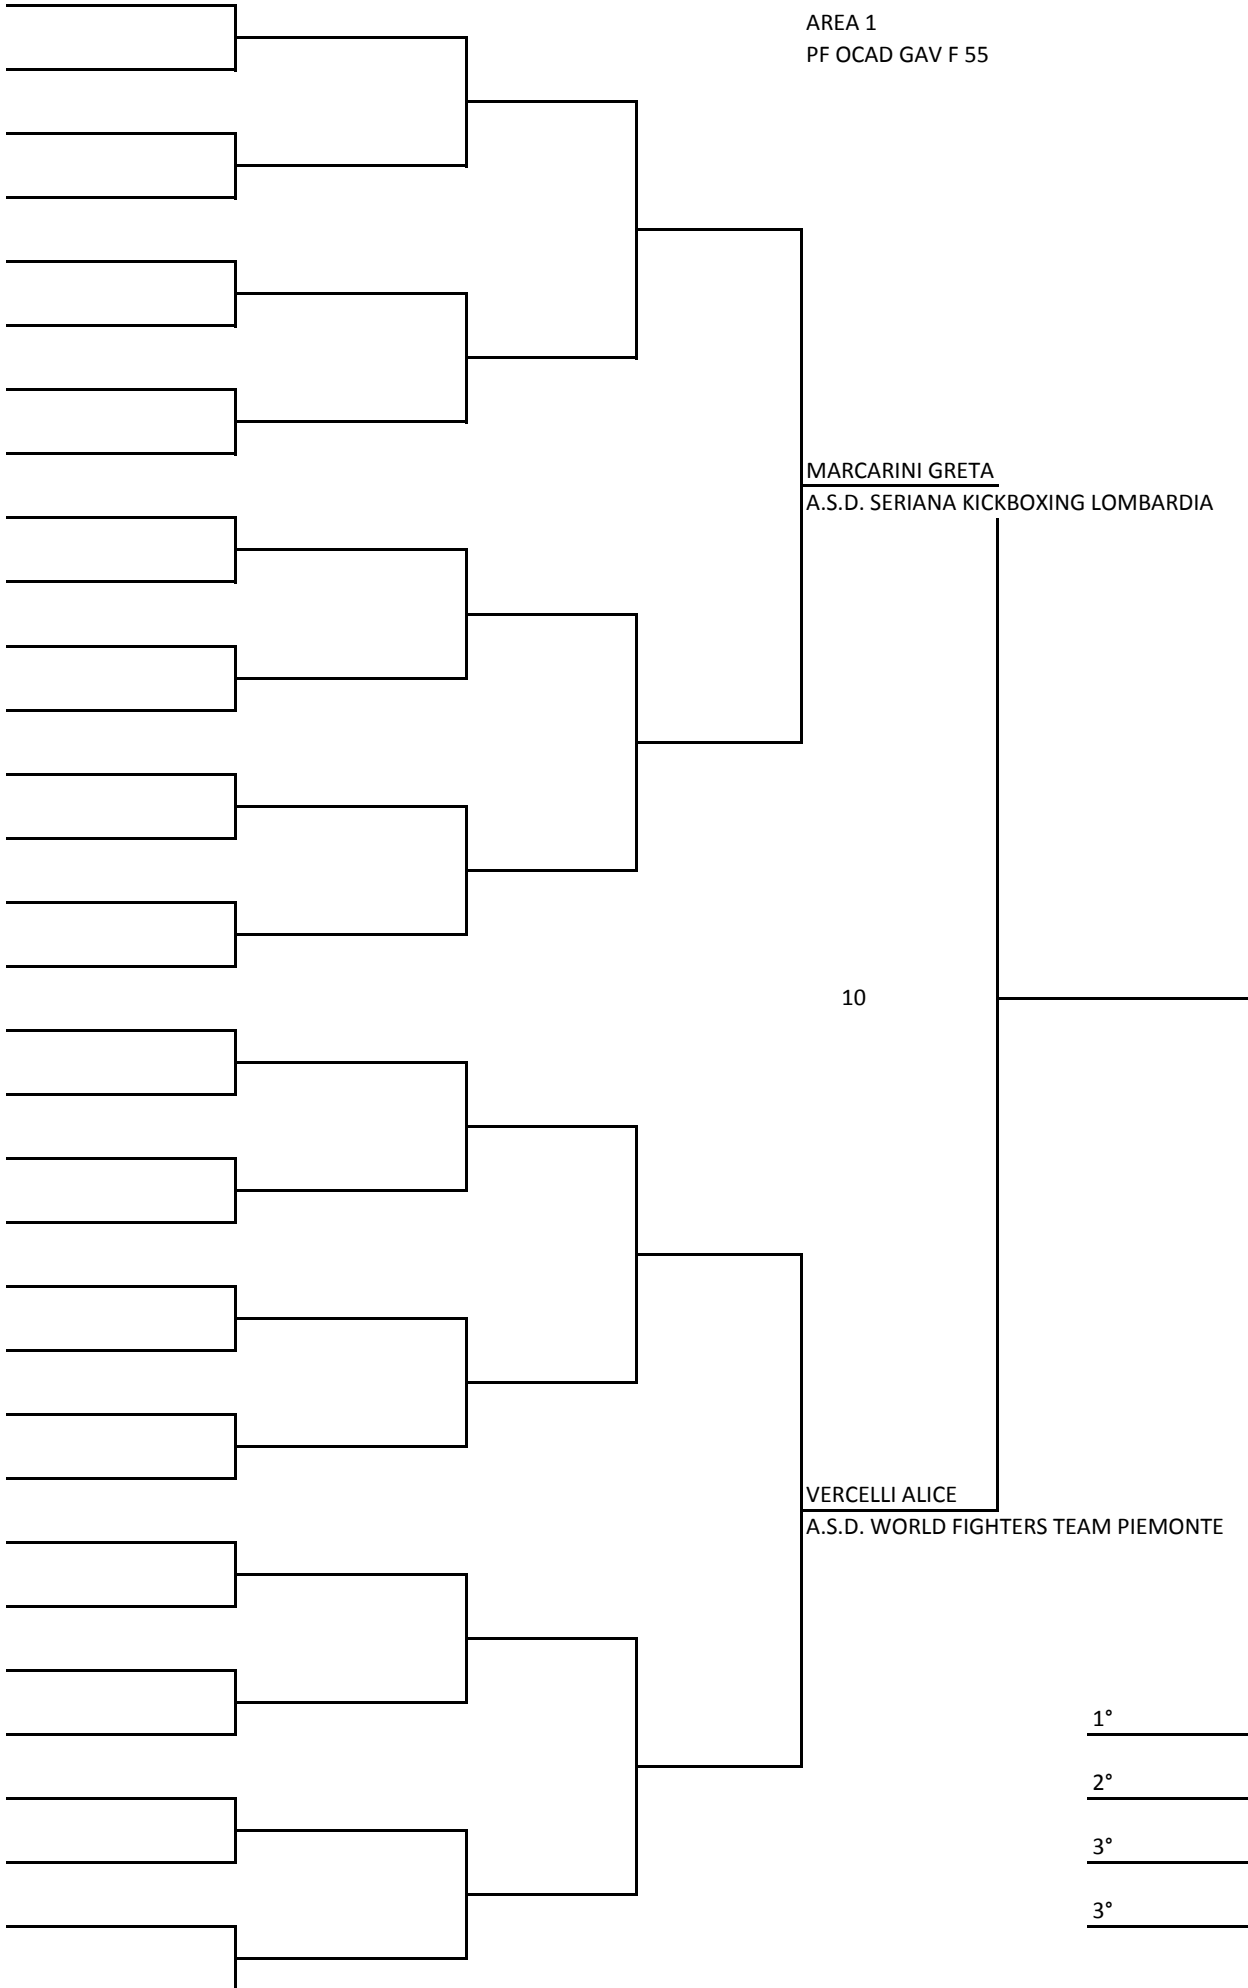 AREA 1
PF OCAD GAV F 55
MARCARINI GRETA
A.S.D. SERIANA KICKBOXING LOMBARDIA
10
VERCELLI ALICE
A.S.D. WORLD FIGHTERS TEAM PIEMONTE
1°
2°
3°
3°